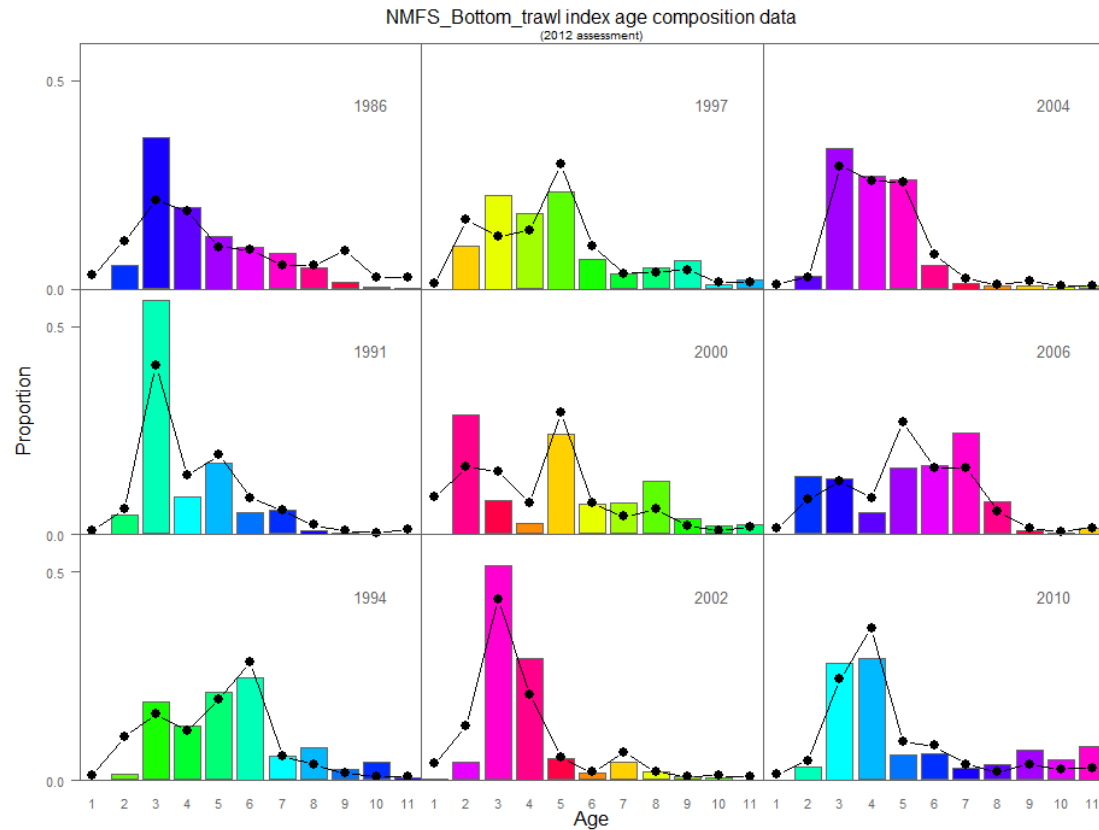 NMFS_Bottom_trawl index age composition data
(2012 assessment)
0.5
1986
1997
2004
0.0
0.5
1991
2000
2006
0.0
0.5
1994
2002
2010
0.0
Proportion
1 2 3 4 5 6 7 8 9 10 11
1 2 3 4 5 6 7 8 9 10 11
1 2 3 4 5 6 7 8 9 10 11
Age